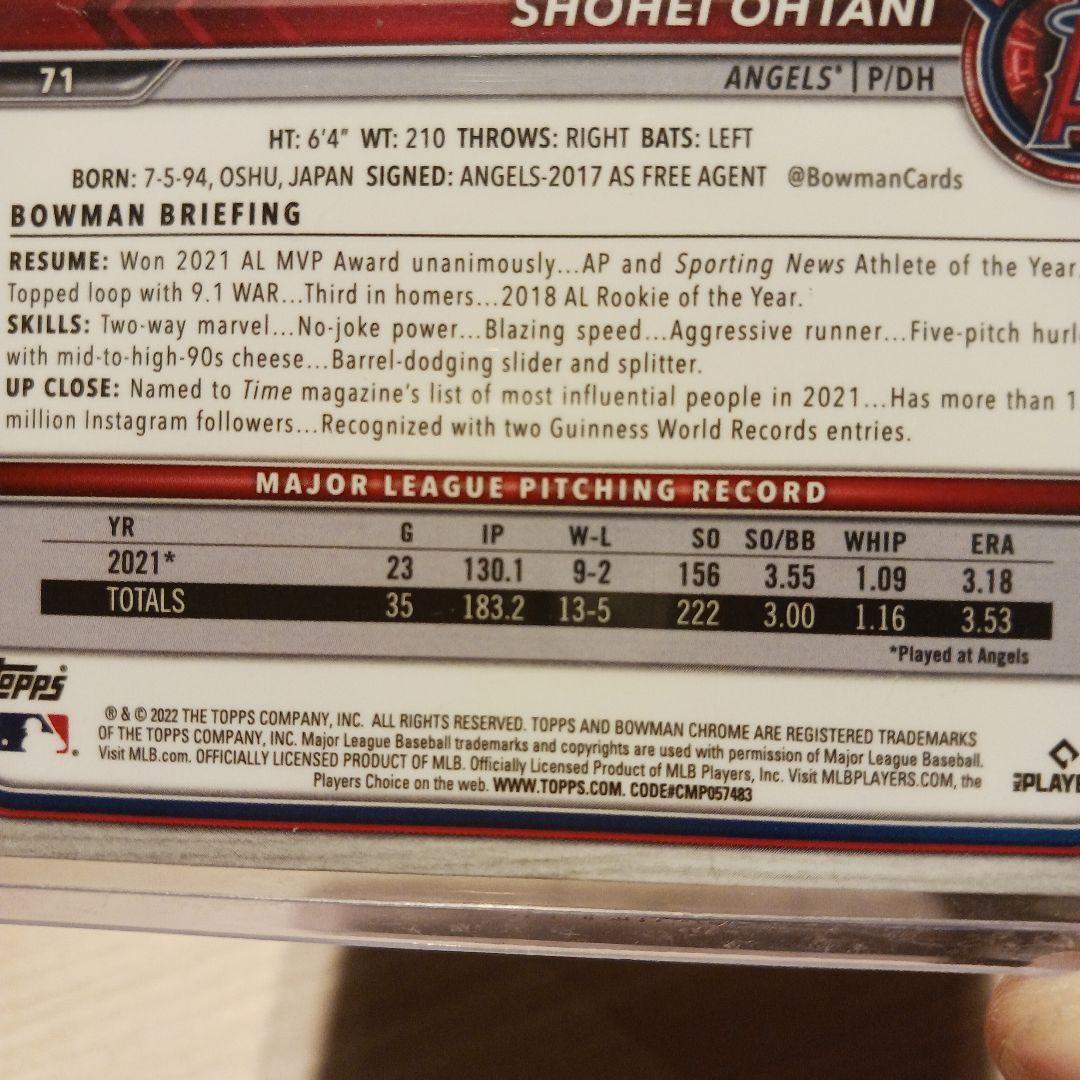 SHOHEI OHTANI
71
ANGELS® | P/DH
HT: 6'4" WT: 210 THROWS: RIGHT BATS: LEFT
BORN: 7-5-94, OSHU, JAPAN SIGNED: ANGELS-2017 AS FREE AGENT @BowmanCards
BOWMAN BRIEFING
RESUME: Won 2021 AL MVP Award unanimously...AP and Sporting News Athlete of the Year.
Topped loop with 9.1 WAR...Third in homers...2018 AL Rookie of the Year.
SKILLS: Two-way marvel...No-joke power...Blazing speed...Aggressive runner...Five-pitch
with mid-to-high-90s cheese...Barrel-dodging slider and splitter.
UP CLOSE: Named to Time magazine's list of most influential people in 2021...Has more than
million Instagram followers...Recognized with two Guinness World Records entries.
MAJOR LEAGUE PITCHING RECORD
YR G IP W-L SO SO/BB WHIP ERA
2021* 23 130.1 9-2 156 3.55 1.09 3.18
TOTALS 35 183.2 13-5 222 3.00 1.16 3.53
*Played at Angels
Topps®
® & © 2022 THE TOPPS COMPANY, INC. ALL RIGHTS RESERVED. TOPPS AND BOWMAN CHROME ARE REGISTERED TRADEMARKS
OF THE TOPPS COMPANY, INC. Major League Baseball trademarks and copyrights are used with permission of Major League Baseball.
Visit MLB.com. OFFICIALLY LICENSED PRODUCT OF MLB. Officially Licensed Product of MLB Players, Inc. Visit MLBPLAYERS.COM, the
Players Choice on the web. WWW.TOPPS.COM. CODE#CMP057483